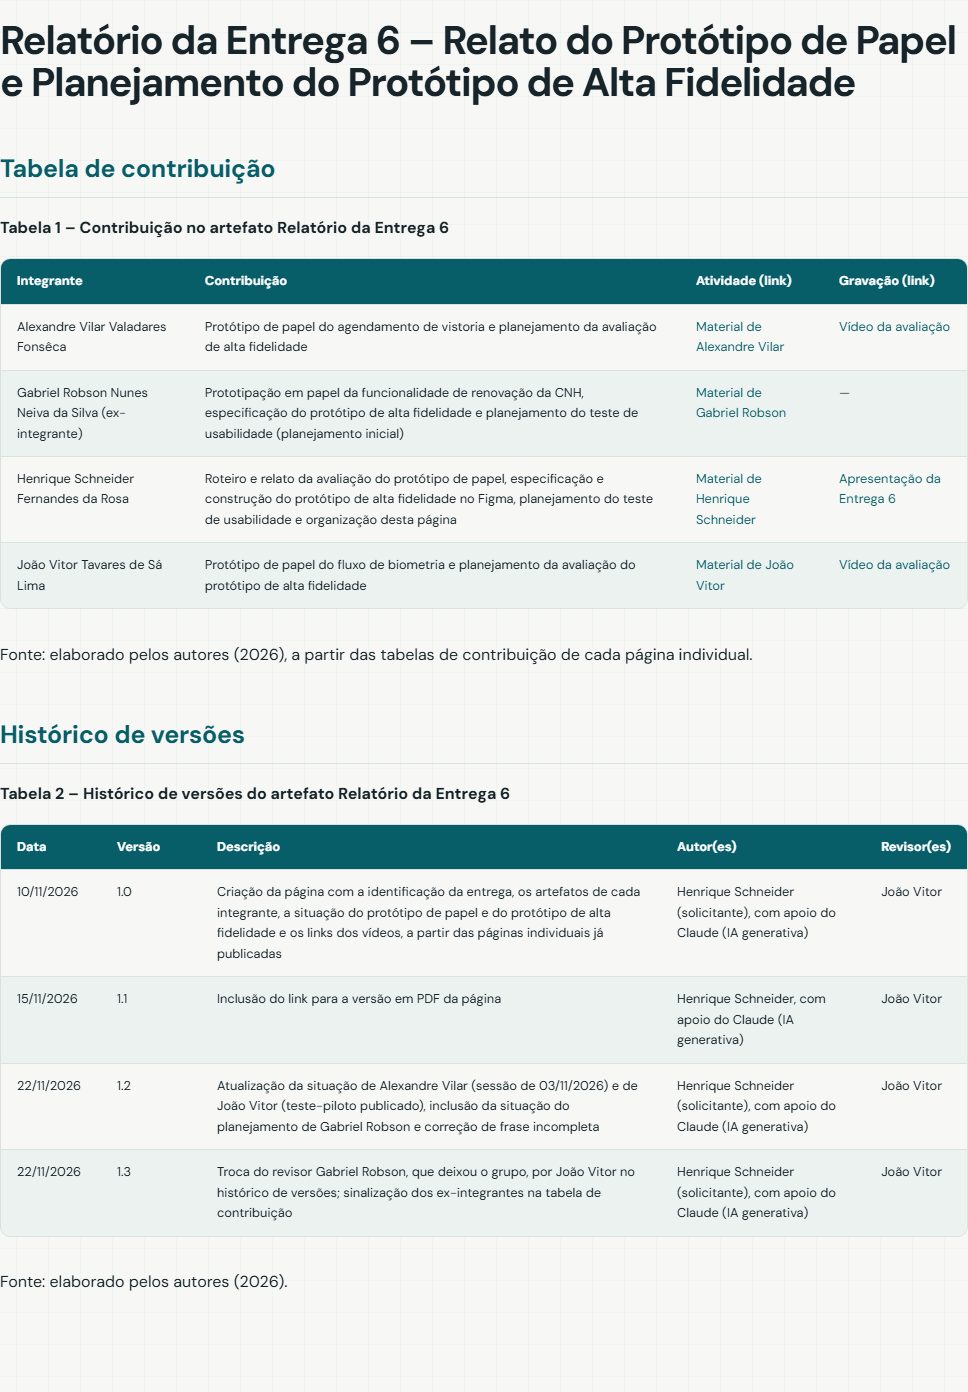 Relatório da Entrega 6 – Relato do Protótipo de Papel
e Planejamento do Protótipo de Alta Fidelidade
Tabela de contribuição
Tabela 1 – Contribuição no artefato Relatório da Entrega 6
Integrante Contribuição Atividade (link) Gravação (link)
Alexandre Vilar Valadares Protótipo de papel do agendamento de vistoria e planejamento da avaliação Material de Vídeo da avaliação
Fonsêca de alta fidelidade Alexandre Vilar
Gabriel Robson Nunes Prototipação em papel da funcionalidade de renovação da CNH, Material de —
Neiva da Silva (ex- especificação do protótipo de alta fidelidade e planejamento do teste de Gabriel Robson
integrante) usabilidade (planejamento inicial)
Henrique Schneider Roteiro e relato da avaliação do protótipo de papel, especificação e Material de Apresentação da
Fernandes da Rosa construção do protótipo de alta fidelidade no Figma, planejamento do teste Henrique Entrega 6
de usabilidade e organização desta página Schneider
João Vitor Tavares de Sá Protótipo de papel do fluxo de biometria e planejamento da avaliação do Material de João Vídeo da avaliação
Lima protótipo de alta fidelidade Vitor
Fonte: elaborado pelos autores (2026), a partir das tabelas de contribuição de cada página individual.
Histórico de versões
Tabela 2 – Histórico de versões do artefato Relatório da Entrega 6
Data Versão Descrição Autor(es) Revisor(es)
10/11/2026 1.0 Criação da página com a identificação da entrega, os artefatos de cada Henrique Schneider João Vitor
integrante, a situação do protótipo de papel e do protótipo de alta (solicitante), com apoio do
fidelidade e os links dos vídeos, a partir das páginas individuais já Claude (IA generativa)
publicadas
15/11/2026 1.1 Inclusão do link para a versão em PDF da página Henrique Schneider, com João Vitor
apoio do Claude (IA
generativa)
22/11/2026 1.2 Atualização da situação de Alexandre Vilar (sessão de 03/11/2026) e de Henrique Schneider João Vitor
João Vitor (teste-piloto publicado), inclusão da situação do (solicitante), com apoio do
planejamento de Gabriel Robson e correção de frase incompleta Claude (IA generativa)
22/11/2026 1.3 Troca do revisor Gabriel Robson, que deixou o grupo, por João Vitor no Henrique Schneider João Vitor
histórico de versões; sinalização dos ex-integrantes na tabela de (solicitante), com apoio do
contribuição Claude (IA generativa)
Fonte: elaborado pelos autores (2026).